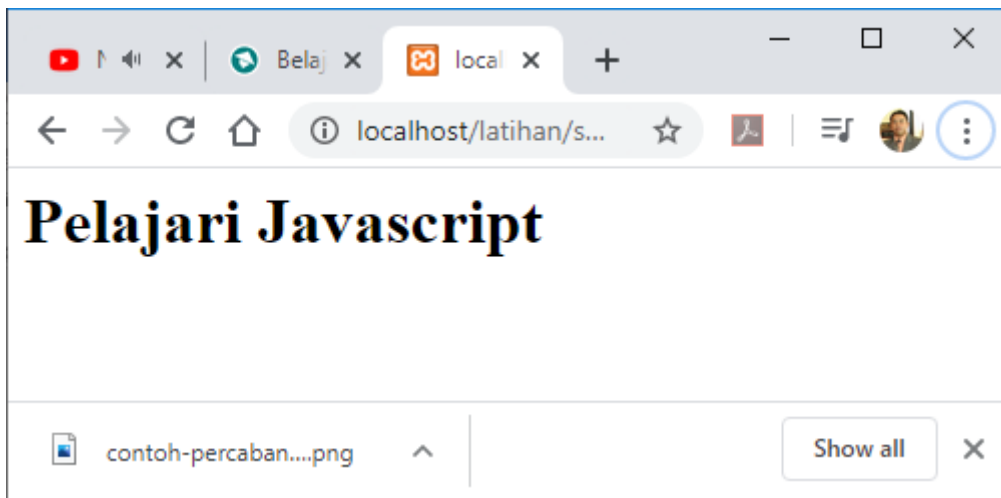 N
Belaj
local
localhost/latihan/s...
Pelajari Javascript
contoh-percaban....png
Show all